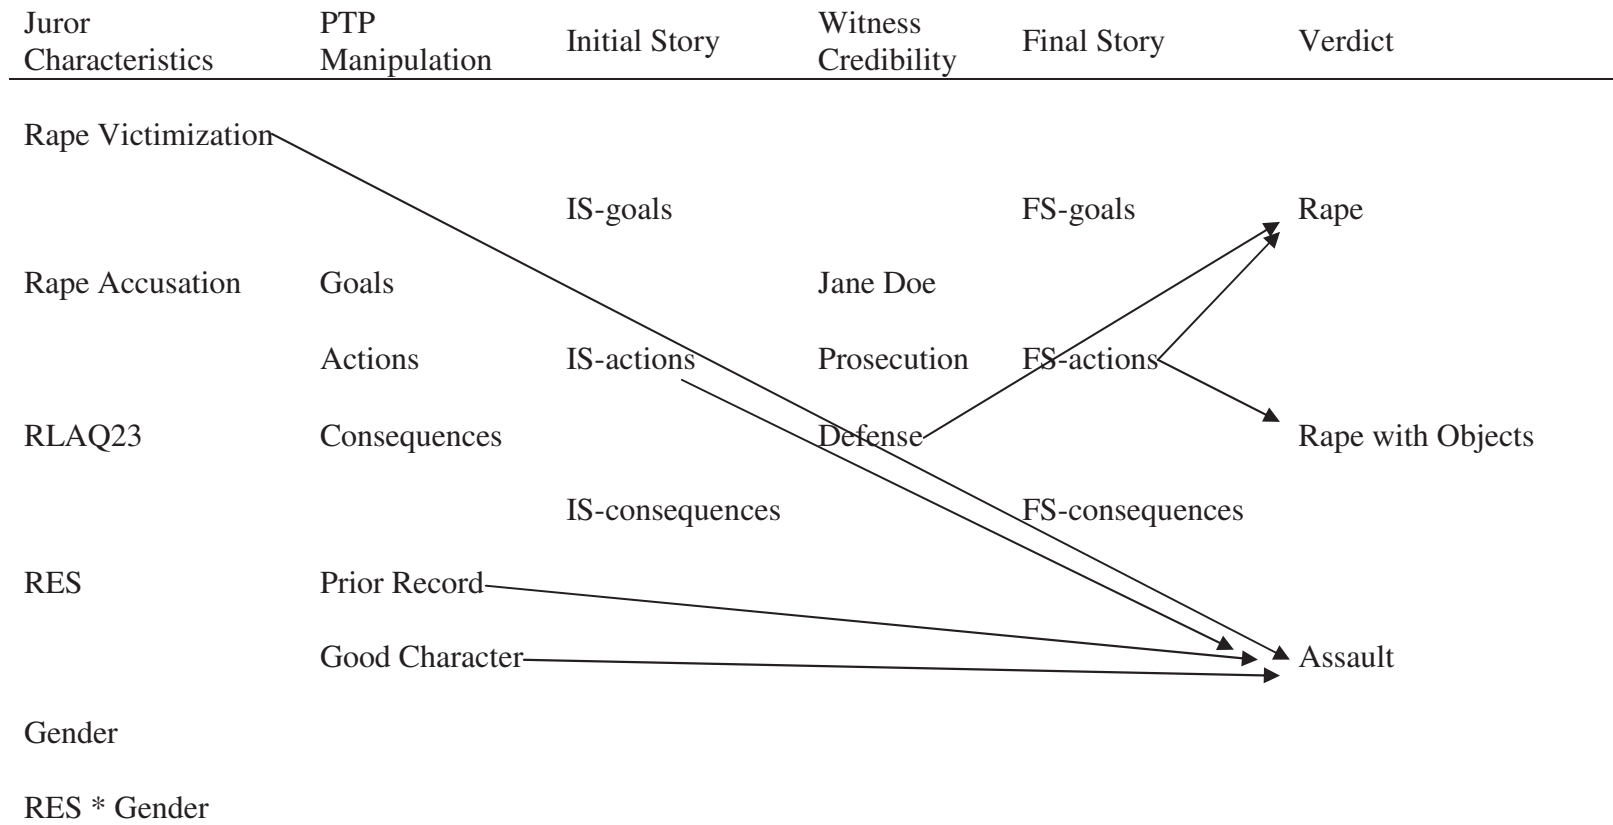 Juror
Characteristics
PTP
Manipulation
Initial Story
Witness
Credibility
Final Story
Verdict
Rape Victimization
IS-goals
FS-goals
Rape
Rape Accusation
Goals
Jane Doe
Actions
IS-actions
Prosecution
FS-actions
RLAQ23
Consequences
Defense
Rape with Objects
IS-consequences
FS-consequences
RES
Prior Record
Good Character
Assault
Gender
RES * Gender